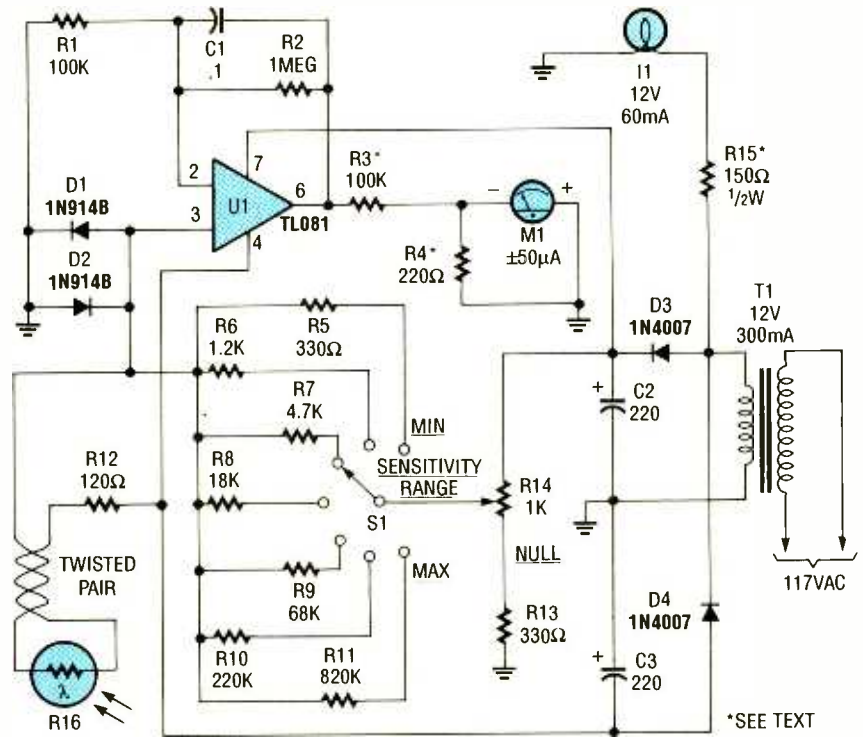 R1
100K
C1
.1
R2
1MEG
I1
12V
60mA
R15*
150Ω
1/2W
2
7
3
6
4
U1
TL081
R3*
100K
D1
1N914B
D2
1N914B
R4*
220Ω
-
+
M1
±50µA
D3
1N4007
T1
12V
300mA
R5
330Ω
R6
1.2K
R7
4.7K
MIN
SENSITIVITY
RANGE
+
C2
220
R8
18K
S1
R14
1K
NULL
R12
120Ω
TWISTED
PAIR
R9
68K
MAX
117VAC
R13
330Ω
D4
1N4007
R10
220K
R11
820K
+
C3
220
λ
R16
*SEE TEXT